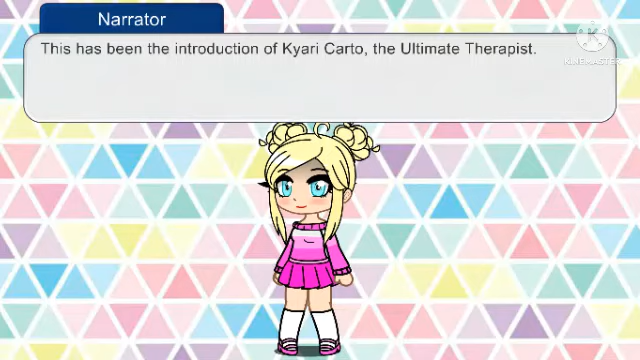 Narrator
This has been the introduction of Kyari Carto, the Ultimate Therapist.
KINEMASTER